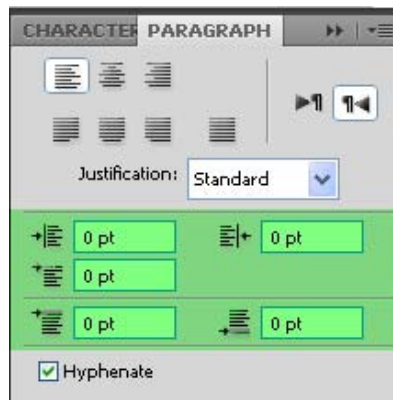 CHARACTER PARAGRAPH
Justification: Standard
0 pt 0 pt
0 pt
0 pt 0 pt
Hyphenate